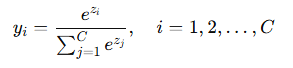 y_i = \frac{e^{z_i}}{\sum_{j=1}^{C} e^{z_j}}, \quad i = 1, 2, \ldots, C